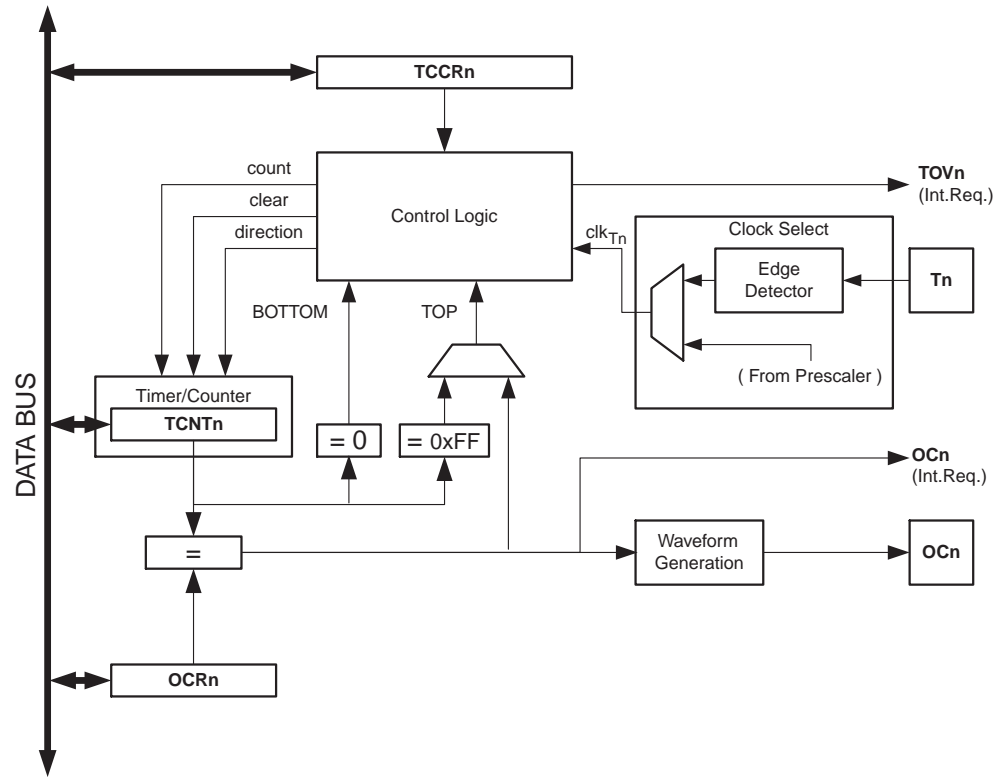 TCCRn
count
clear
direction
Control Logic
TOVn
(Int.Req.)
Clock Select
clkTn
Edge
Detector
Tn
( From Prescaler )
BOTTOM
TOP
DATA BUS
Timer/Counter
TCNTn
= 0
= 0xFF
OCn
(Int.Req.)
=
Waveform
Generation
OCn
OCRn